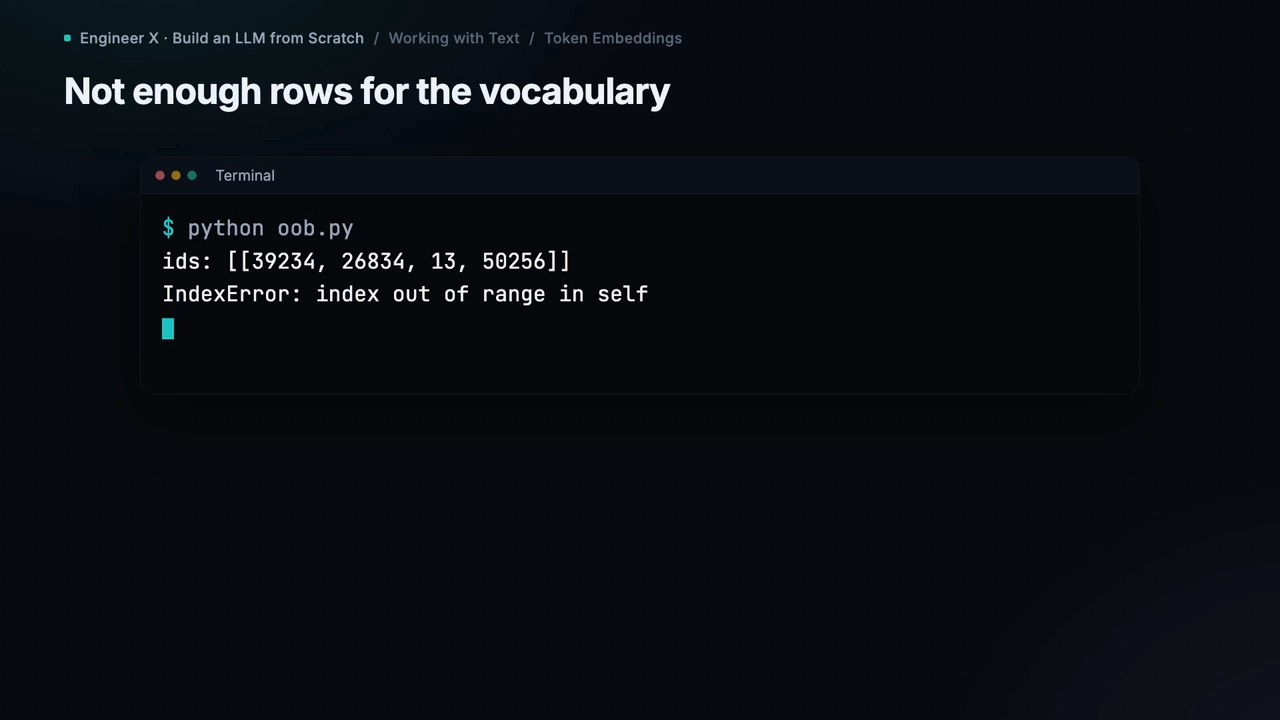 Engineer X · Build an LLM from Scratch / Working with Text / Token Embeddings
Not enough rows for the vocabulary
Terminal
$ python oob.py
ids: [[39234, 26834, 13, 50256]]
IndexError: index out of range in self